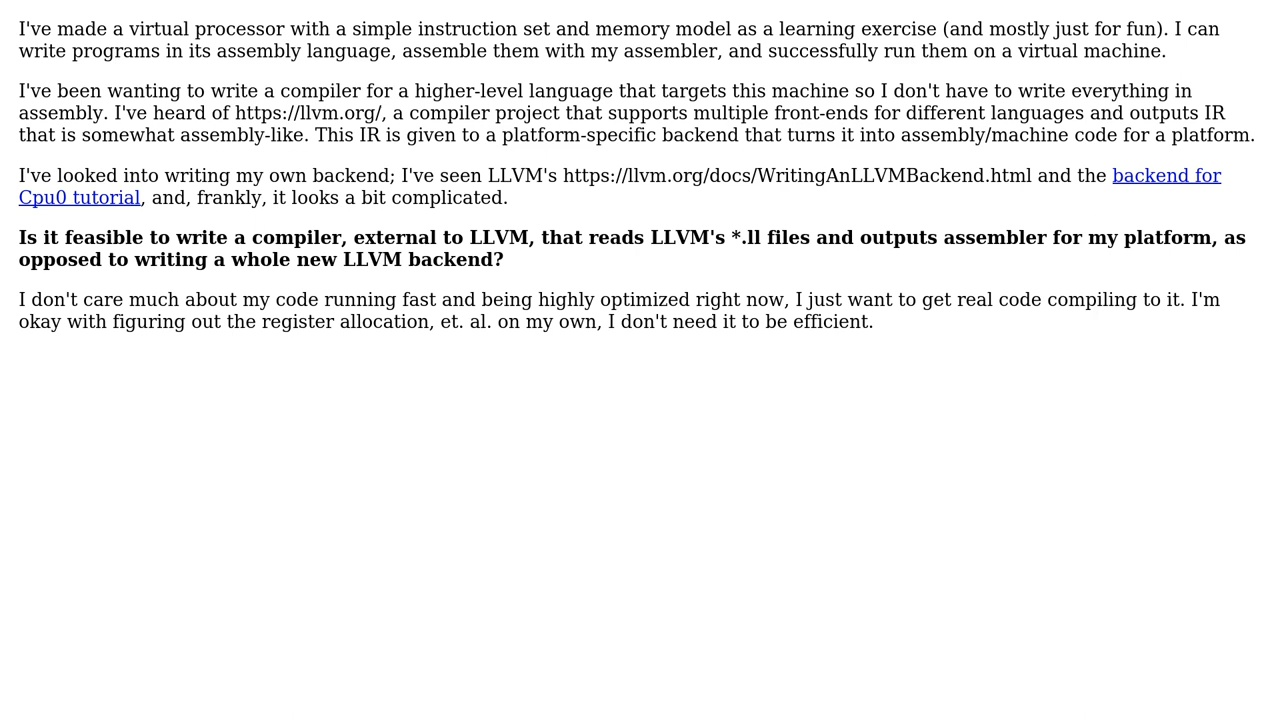 I've made a virtual processor with a simple instruction set and memory model as a learning exercise (and mostly just for fun). I can
write programs in its assembly language, assemble them with my assembler, and successfully run them on a virtual machine.
I've been wanting to write a compiler for a higher-level language that targets this machine so I don't have to write everything in
assembly. I've heard of https://llvm.org/, a compiler project that supports multiple front-ends for different languages and outputs IR
that is somewhat assembly-like. This IR is given to a platform-specific backend that turns it into assembly/machine code for a platform.
I've looked into writing my own backend; I've seen LLVM's https://llvm.org/docs/WritingAnLLVMBackend.html and the backend for
Cpu0 tutorial, and, frankly, it looks a bit complicated.
Is it feasible to write a compiler, external to LLVM, that reads LLVM's *.ll files and outputs assembler for my platform, as
opposed to writing a whole new LLVM backend?
I don't care much about my code running fast and being highly optimized right now, I just want to get real code compiling to it. I'm
okay with figuring out the register allocation, et. al. on my own, I don't need it to be efficient.